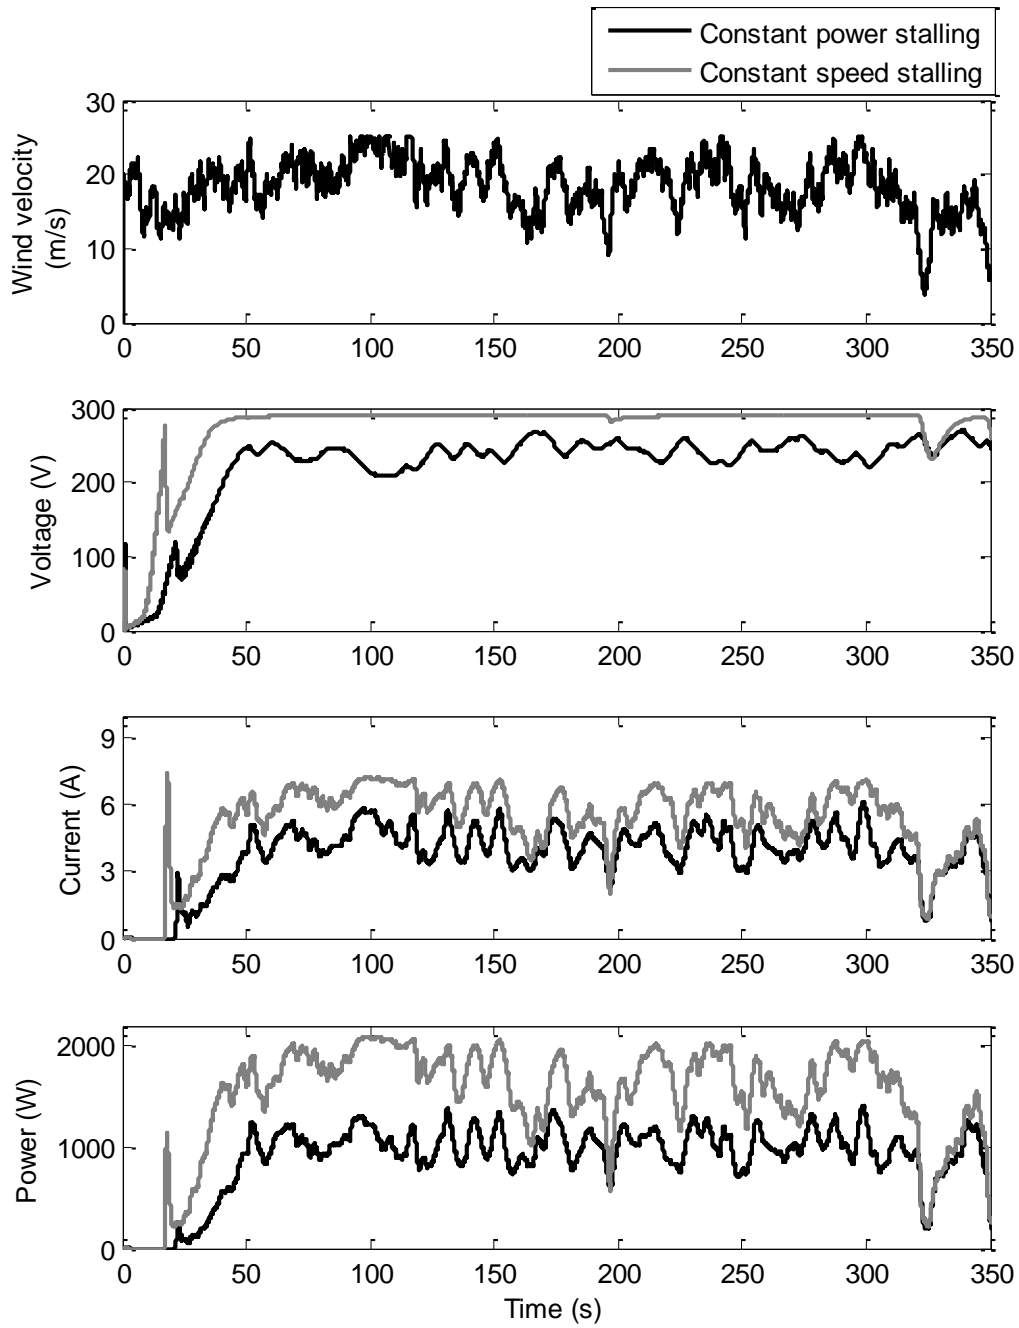 Constant power stalling
Constant speed stalling
30
20
10
0
Wind velocity
(m/s)
0 50 100 150 200 250 300 350
300
200
100
0
Voltage (V)
0 50 100 150 200 250 300 350
9
6
3
0
Current (A)
0 50 100 150 200 250 300 350
2000
1000
0
Power (W)
0 50 100 150 200 250 300 350
Time (s)